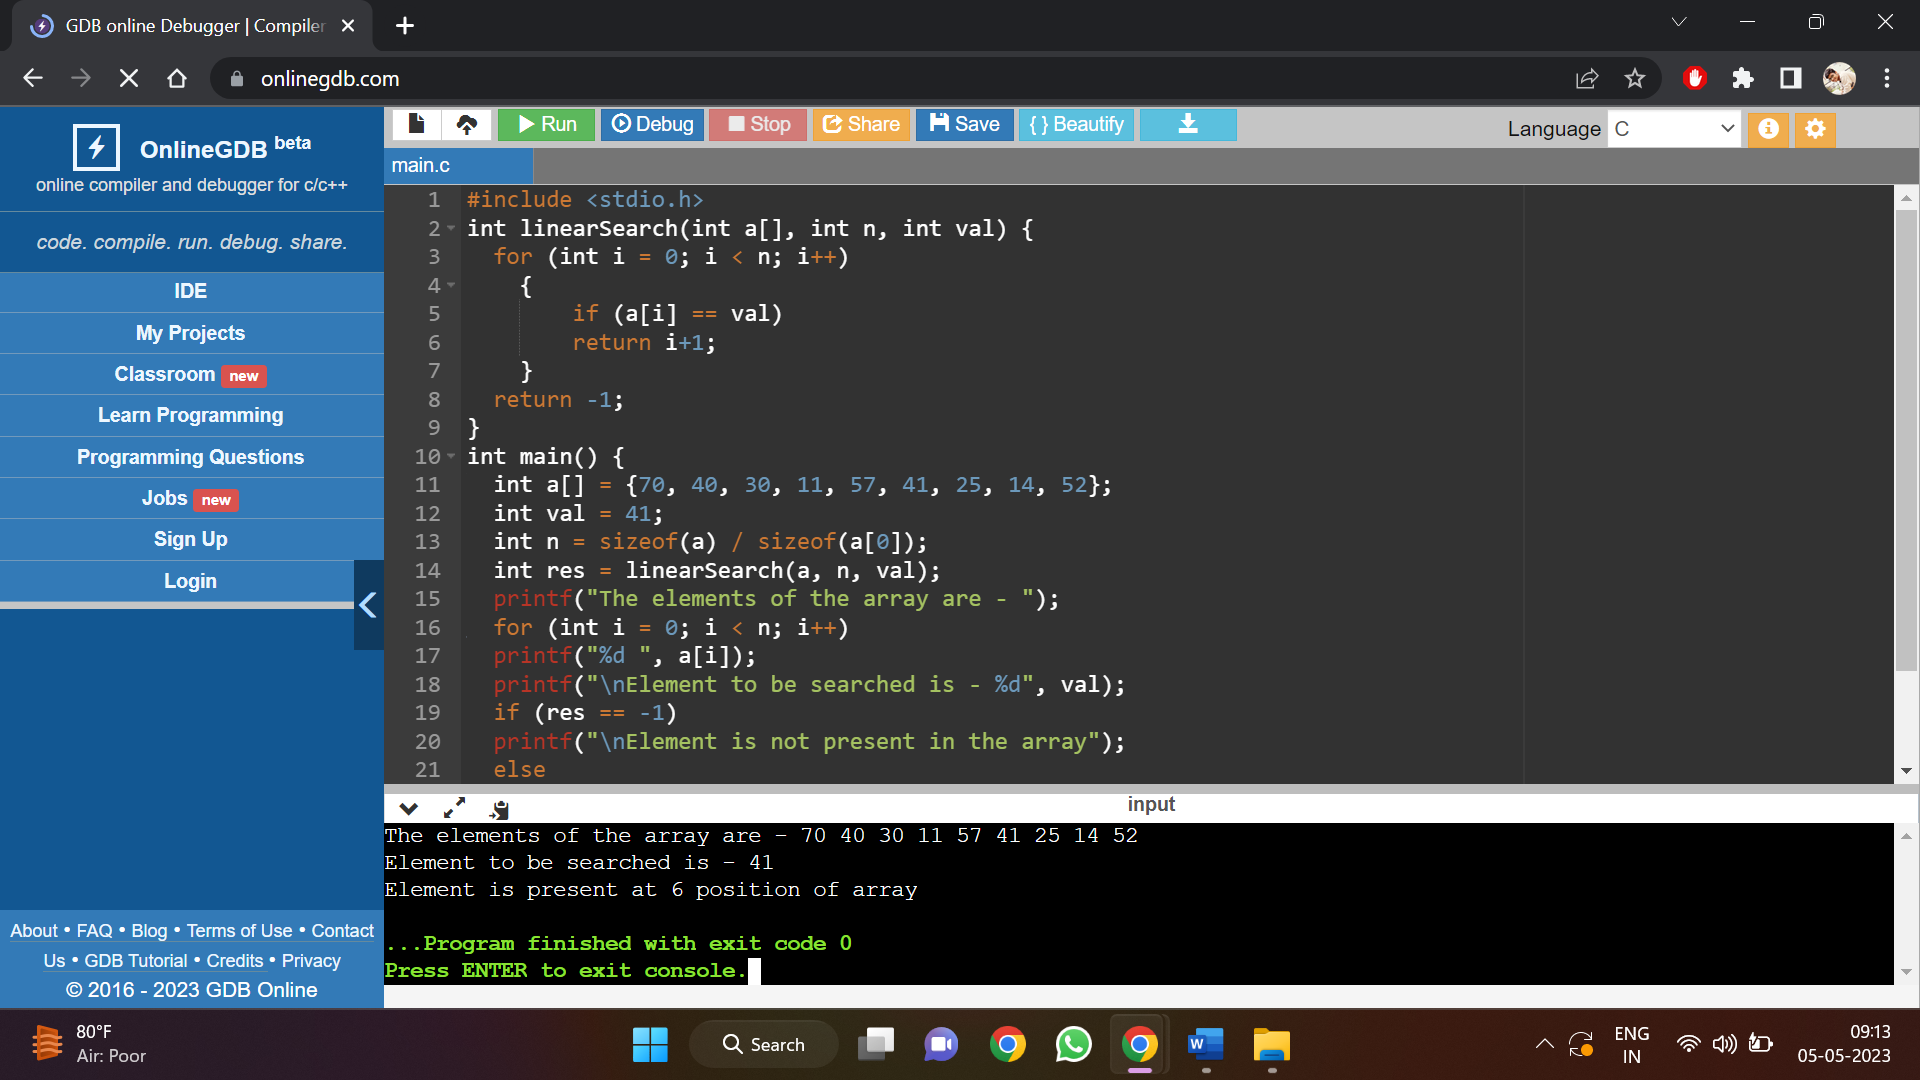 GDB online Debugger | Compiler
onlinegdb.com
OnlineGDB beta
online compiler and debugger for c/c++
code. compile. run. debug. share.
IDE
My Projects
Classroom new
Learn Programming
Programming Questions
Jobs new
Sign Up
Login
About • FAQ • Blog • Terms of Use • Contact
Us • GDB Tutorial • Credits • Privacy
© 2016 - 2023 GDB Online
Run Debug Stop Share Save { } Beautify
Language C
main.c
1 #include <stdio.h>
2 int linearSearch(int a[], int n, int val) {
3 for (int i = 0; i < n; i++)
4 {
5 if (a[i] == val)
6 return i+1;
7 }
8 return -1;
9 }
10 int main() {
11 int a[] = {70, 40, 30, 11, 57, 41, 25, 14, 52};
12 int val = 41;
13 int n = sizeof(a) / sizeof(a[0]);
14 int res = linearSearch(a, n, val);
15 printf("The elements of the array are - ");
16 for (int i = 0; i < n; i++)
17 printf("%d ", a[i]);
18 printf("\nElement to be searched is - %d", val);
19 if (res == -1)
20 printf("\nElement is not present in the array");
21 else
input
The elements of the array are - 70 40 30 11 57 41 25 14 52
Element to be searched is - 41
Element is present at 6 position of array
...Program finished with exit code 0
Press ENTER to exit console.
80°F
Air: Poor
Search
W
ENG
IN
09:13
05-05-2023